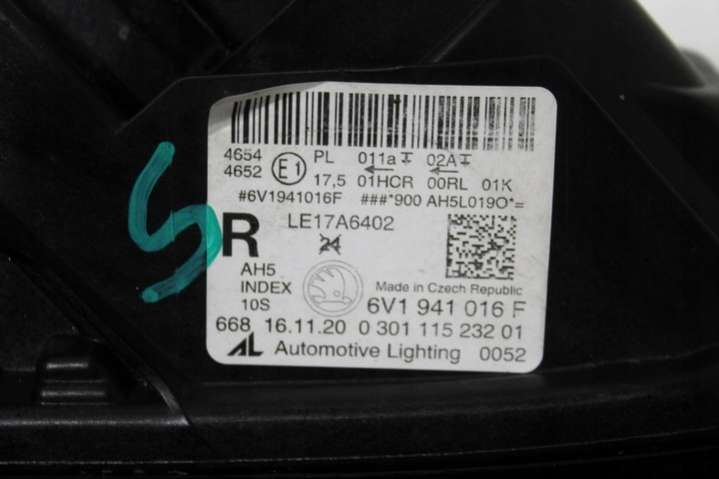 4654 E1 PL 011a 02A
4652 17,5 01HCR 00RL 01K
#6V1941016F ###*900 AH5L019O*=
R LE17A6402
24
AH5
INDEX Made in Czech Republic
10S 6V1 941 016 F
668 16.11.20 0 301 115 232 01
AL Automotive Lighting 0052
S